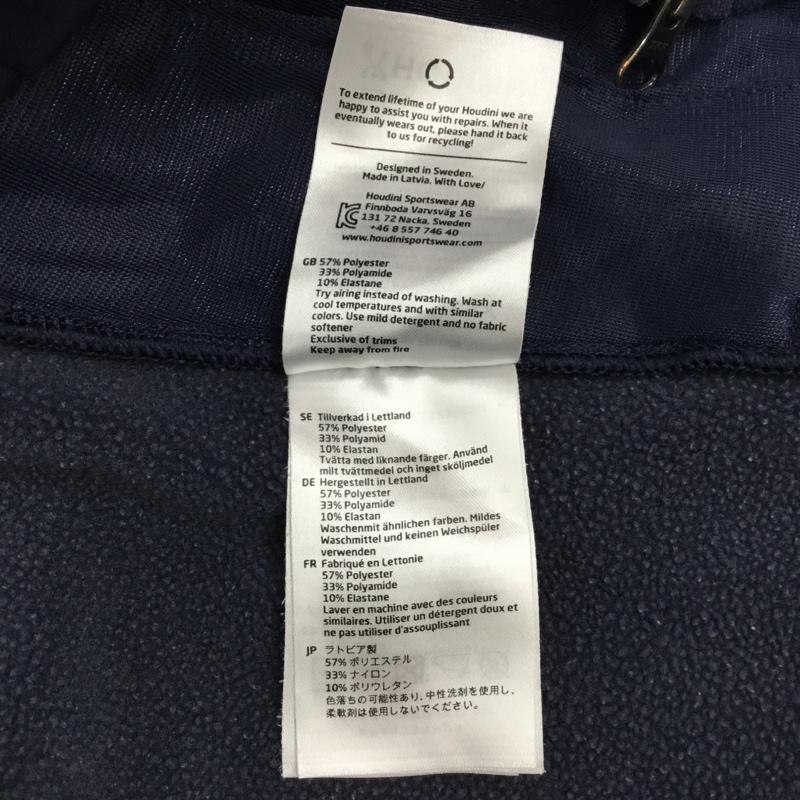 To extend lifetime of your Houdini we are
happy to assist you with repairs. When it
eventually wears out, please hand it back
to us for recycling!
Designed in Sweden.
Made in Latvia. With Love/
Houdini Sportswear AB
Finnboda Varvsväg 16
131 72 Nacka, Sweden
+46 8 557 746 40
www.houdinisportswear.com
GB 57% Polyester
33% Polyamide
10% Elastane
Try airing instead of washing. Wash at
cool temperatures and with similar
colors. Use mild detergent and no fabric
softener
Exclusive of trims
Keep away from fire
SE Tillverkad i Lettland
57% Polyester
33% Polyamid
10% Elastan
Tvätta med liknande färger. Använd
milt tvättmedel och inget sköljmedel
DE Hergestellt in Lettland
57% Polyester
33% Polyamide
10% Elastan
Waschenmit ähnlichen farben. Mildes
Waschmittel und keinen Weichspüler
verwenden
FR Fabriqué en Lettonie
57% Polyester
33% Polyamide
10% Elastane
Laver en machine avec des couleurs
similaires. Utiliser un détergent doux et
ne pas utiliser d'assouplissant
JP ラトビア製
57% ポリエステル
33% ナイロン
10% ポリウレタン
色落ちの可能性あり、中性洗剤を使用し、
柔軟剤は使用しないでください。